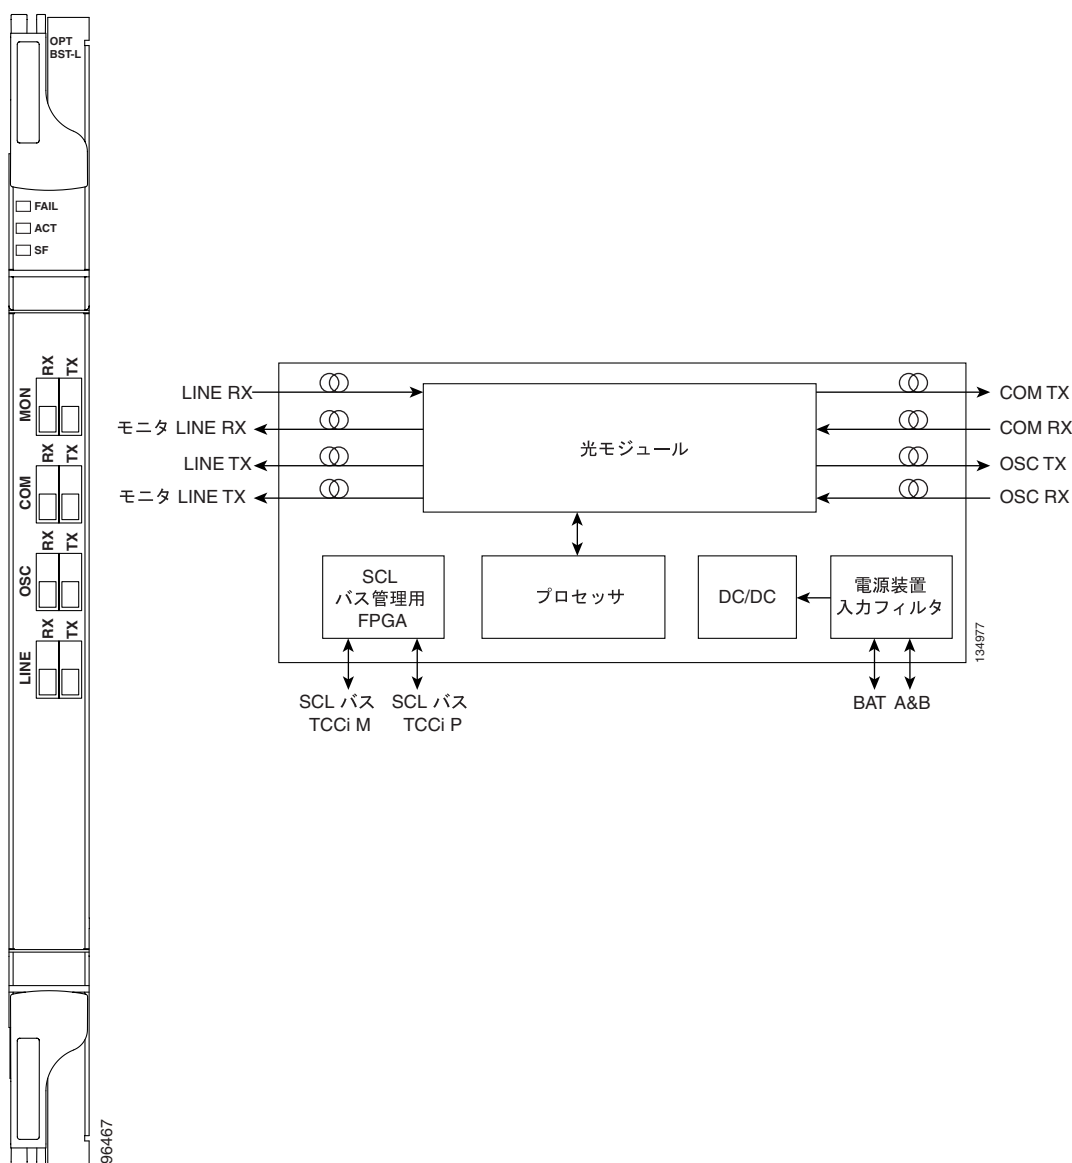 OPT
BST-L
FAIL
ACT
SF
RX
TX
MON
RX
TX
COM
RX
TX
OSC
RX
TX
LINE
96467
LINE RX
モニタ LINE RX
LINE TX
モニタ LINE TX
光モジュール
COM TX
COM RX
OSC TX
OSC RX
SCL
バス管理用
FPGA
プロセッサ
DC/DC
電源装置
入力フィルタ
134977
SCL バス
TCCi M
SCL バス
TCCi P
BAT A&B